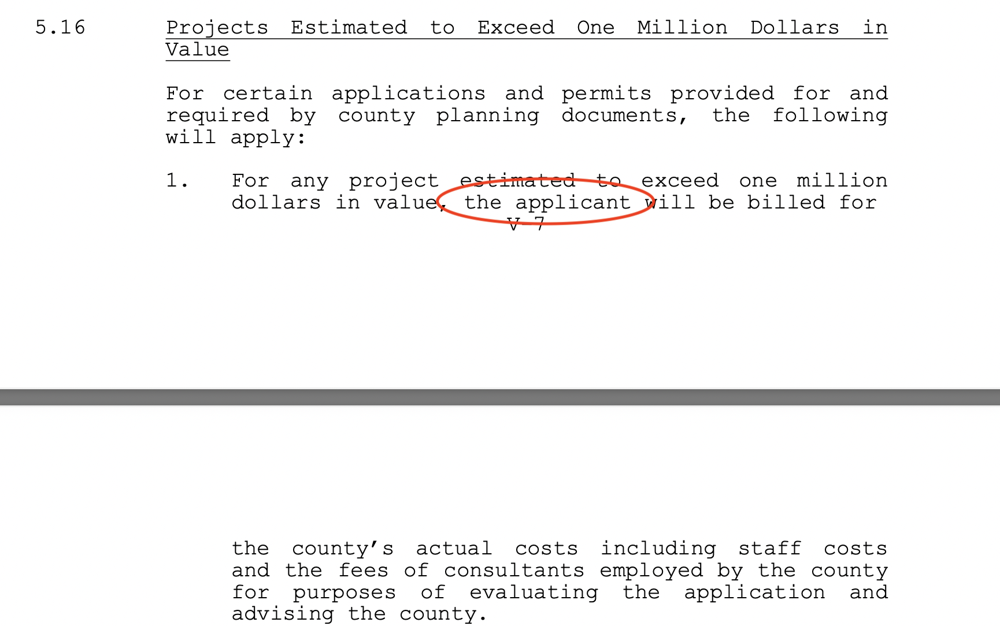 5.16 Projects Estimated to Exceed One Million Dollars in
Value
For certain applications and permits provided for and
required by county planning documents, the following
will apply:
1. For any project estimated to exceed one million
dollars in value, the applicant will be billed for
V-7
the county's actual costs including staff costs
and the fees of consultants employed by the county
for purposes of evaluating the application and
advising the county.